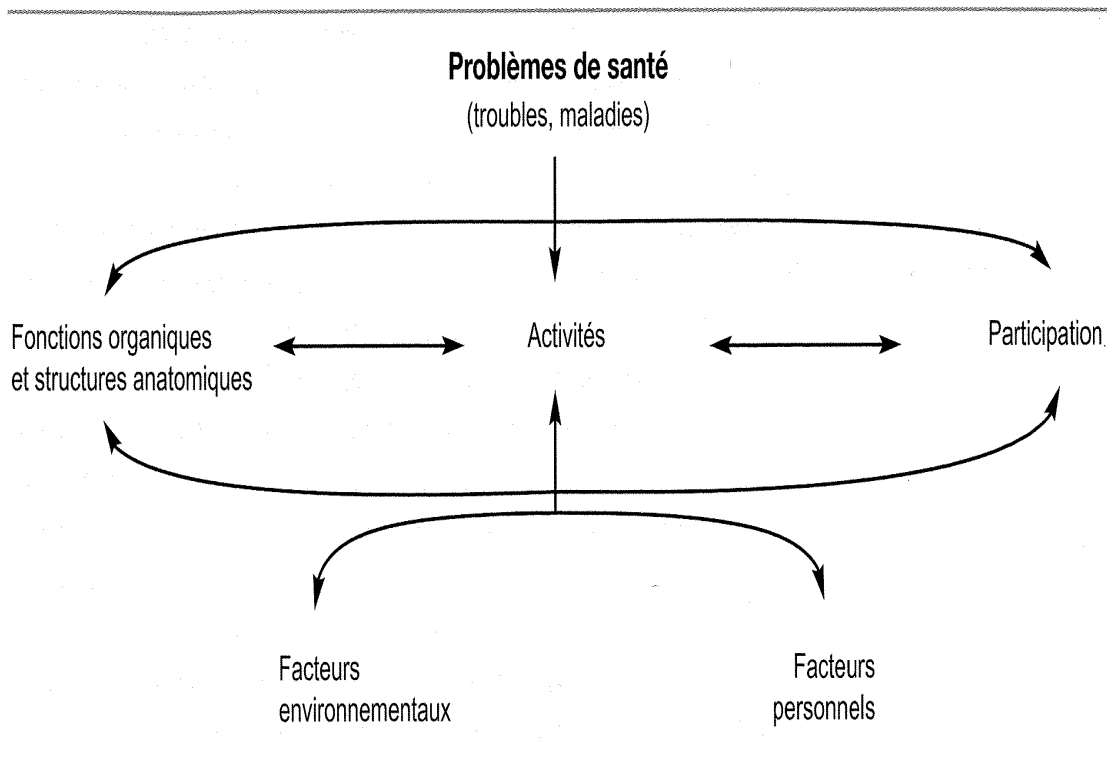 Problèmes de santé
(troubles, maladies)
Fonctions organiques
et structures anatomiques
Activités
Participation
Facteurs
environnementaux
Facteurs
personnels